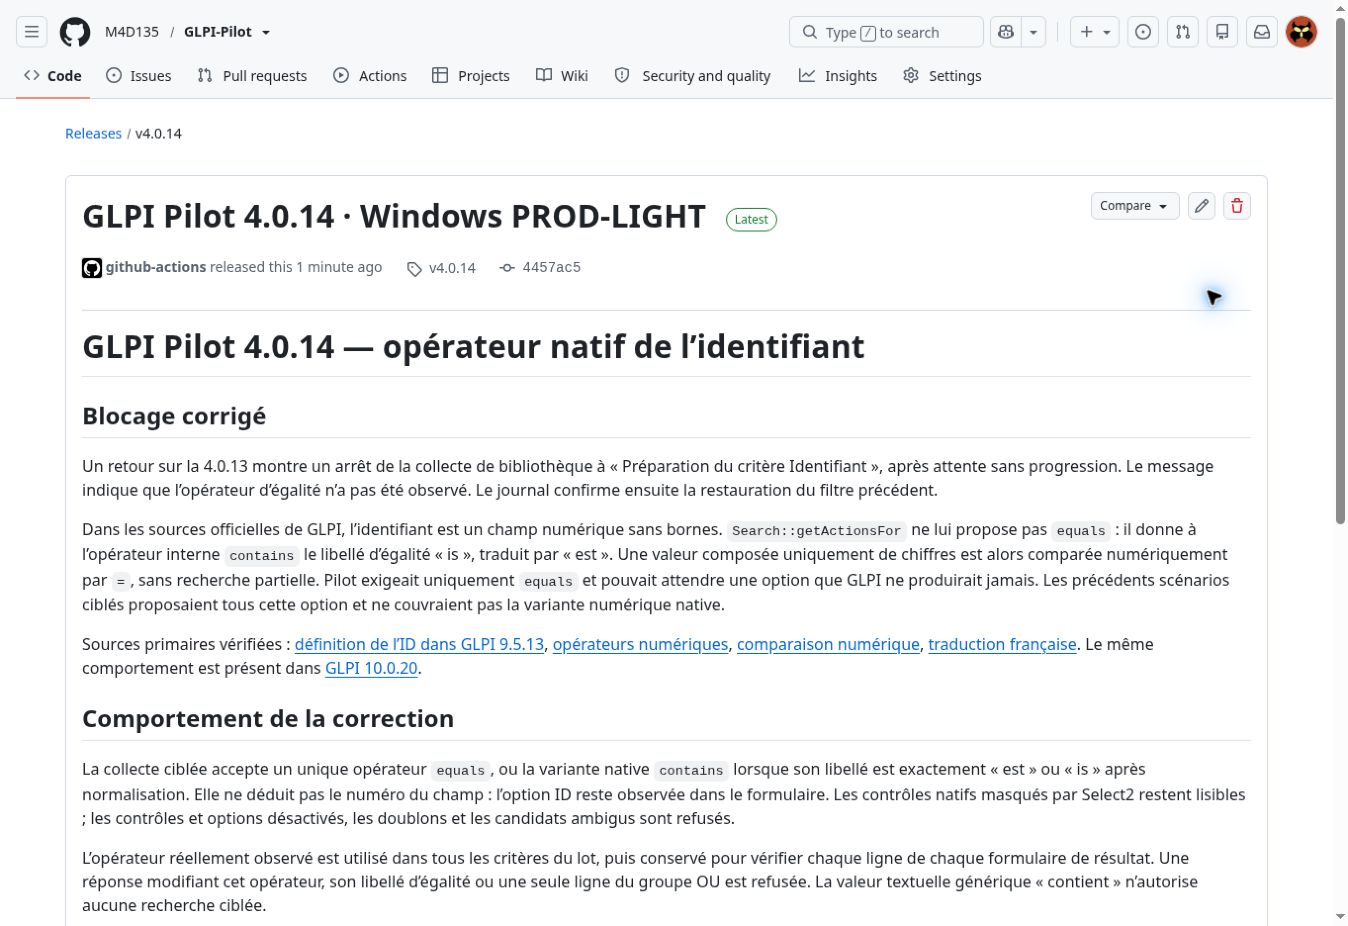 M4D135 / GLPI-Pilot
Type / to search
Code Issues Pull requests Actions Projects Wiki Security and quality Insights Settings
Releases / v4.0.14
GLPI Pilot 4.0.14 · Windows PROD-LIGHT Latest
Compare
github-actions released this 1 minute ago v4.0.14 4457ac5
GLPI Pilot 4.0.14 — opérateur natif de l’identifiant
Blocage corrigé
Un retour sur la 4.0.13 montre un arrêt de la collecte de bibliothèque à « Préparation du critère Identifiant », après attente sans progression. Le message
indique que l’opérateur d’égalité n’a pas été observé. Le journal confirme ensuite la restauration du filtre précédent.
Dans les sources officielles de GLPI, l’identifiant est un champ numérique sans bornes. Search::getActionsFor ne lui propose pas equals : il donne à
l’opérateur interne contains le libellé d’égalité « is », traduit par « est ». Une valeur composée uniquement de chiffres est alors comparée numériquement
par =, sans recherche partielle. Pilot exigeait uniquement equals et pouvait attendre une option que GLPI ne produirait jamais. Les précédents scénarios
ciblés proposaient tous cette option et ne couvraient pas la variante numérique native.
Sources primaires vérifiées : définition de l’ID dans GLPI 9.5.13, opérateurs numériques, comparaison numérique, traduction française. Le même
comportement est présent dans GLPI 10.0.20.
Comportement de la correction
La collecte ciblée accepte un unique opérateur equals, ou la variante native contains lorsque son libellé est exactement « est » ou « is » après
normalisation. Elle ne déduit pas le numéro du champ : l’option ID reste observée dans le formulaire. Les contrôles natifs masqués par Select2 restent lisibles
; les contrôles et options désactivés, les doublons et les candidats ambigus sont refusés.
L’opérateur réellement observé est utilisé dans tous les critères du lot, puis conservé pour vérifier chaque ligne de chaque formulaire de résultat. Une
réponse modifiant cet opérateur, son libellé d’égalité ou une seule ligne du groupe OU est refusée. La valeur textuelle générique « contient » n’autorise
aucune recherche ciblée.